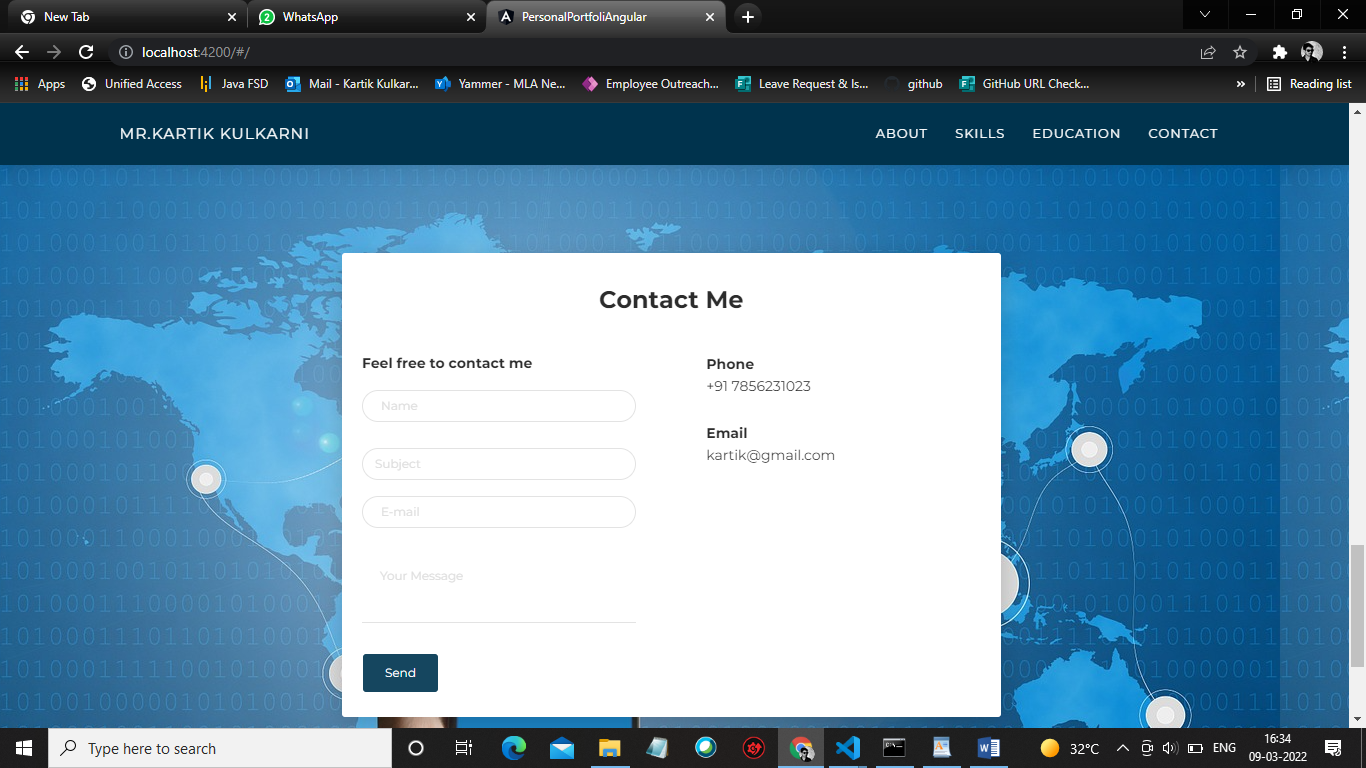 New Tab
2 WhatsApp
PersonalPortfoliAngular
localhost:4200/#/
Apps
Unified Access
Java FSD
Mail - Kartik Kulkar...
Yammer - MLA Ne...
Employee Outreach...
Leave Request & Is...
github
GitHub URL Check...
»
Reading list
MR.KARTIK KULKARNI
ABOUT
SKILLS
EDUCATION
CONTACT
Contact Me
Feel free to contact me
Name
Subject
E-mail
Your Message
Send
Phone
+91 7856231023
Email
kartik@gmail.com
Type here to search
32°C
ENG
16:34
09-03-2022